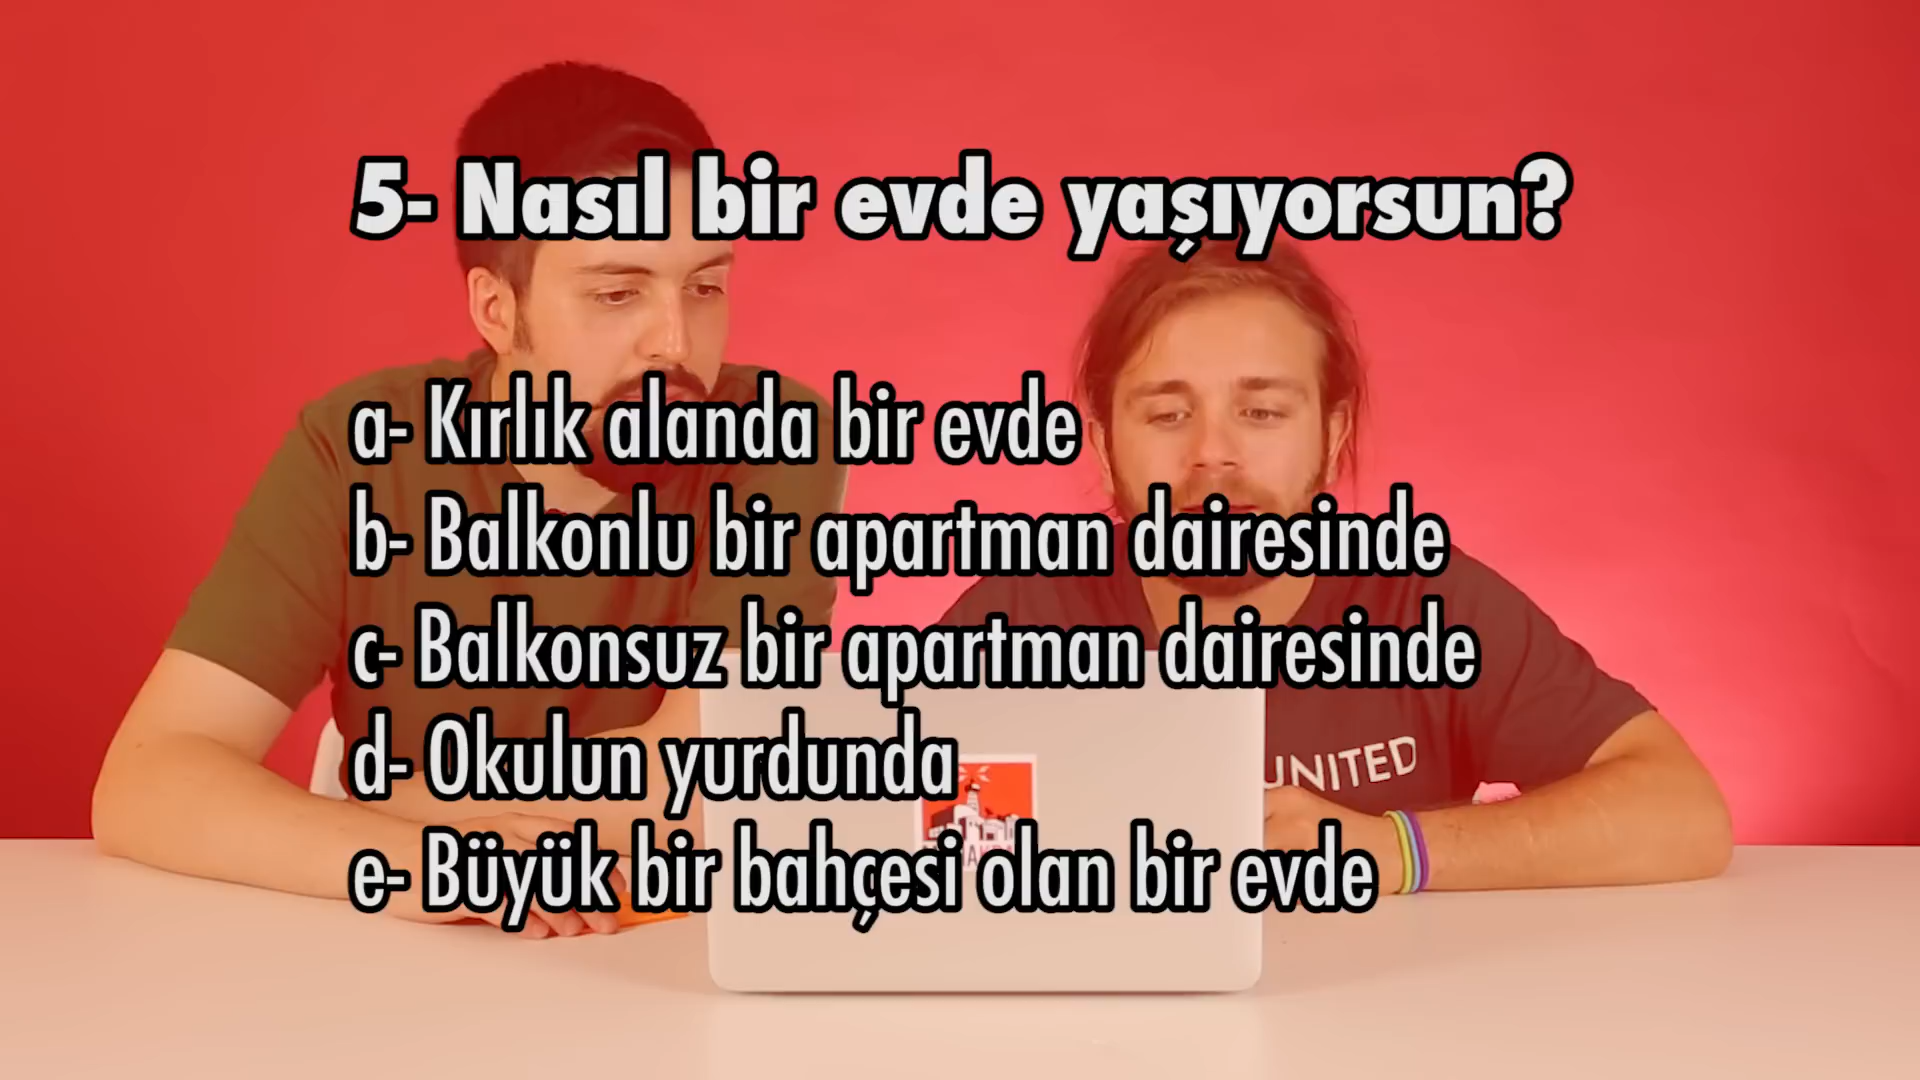 5- Nasıl bir evde yaşıyorsun?
a- Kırlık alanda bir evde
b- Balkonlu bir apartman dairesinde
c- Balkonsuz bir apartman dairesinde
UNITED
d- Okulun yurdunda
e- Büyük bir bahçesi olan bir evde